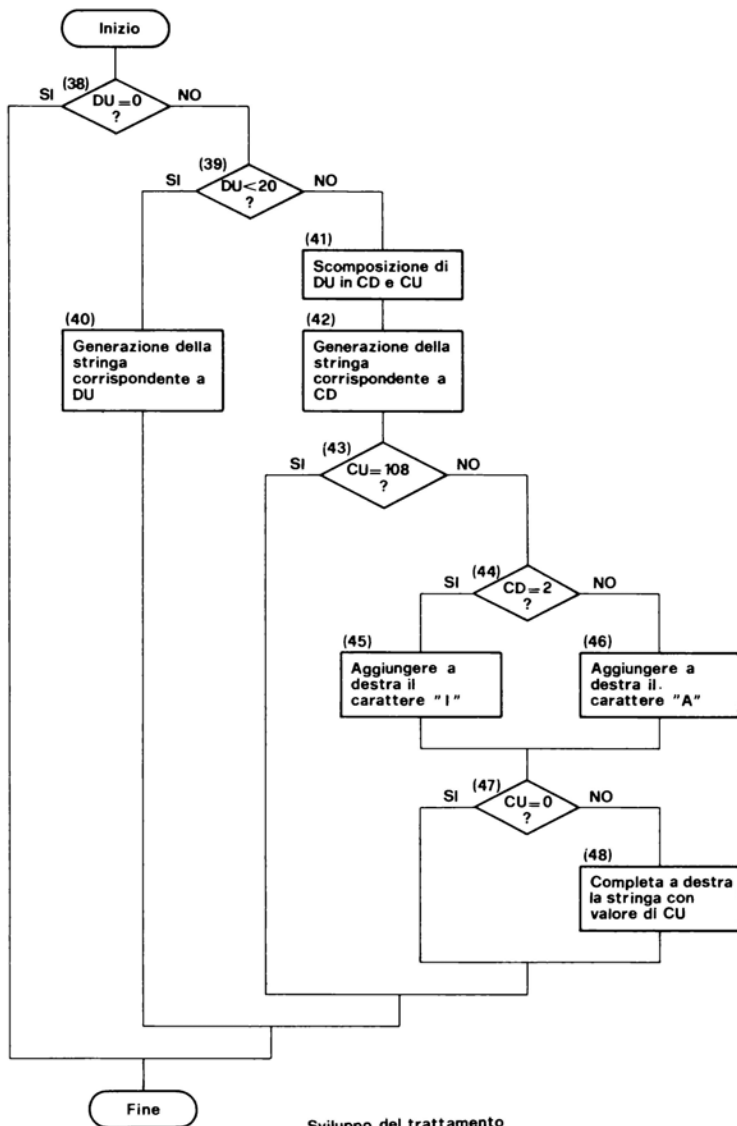 Inizio
(38)
SI
DU=0
?
NO
(39)
SI
DU<20
?
NO
(41)
Scomposizione di
DU in CD e CU
(40)
Generazione della
stringa
corrispondente a
DU
(42)
Generazione della
stringa
corrispondente a
CD
(43)
SI
CU=108
?
NO
(44)
SI
CD=2
?
NO
(45)
Aggiungere a
destra il
carattere "I"
(46)
Aggiungere a
destra il.
carattere "A"
(47)
SI
CU=0
?
NO
(48)
Completa a destra
la stringa con
valore di CU
Fine
Sviluppo del trattamento